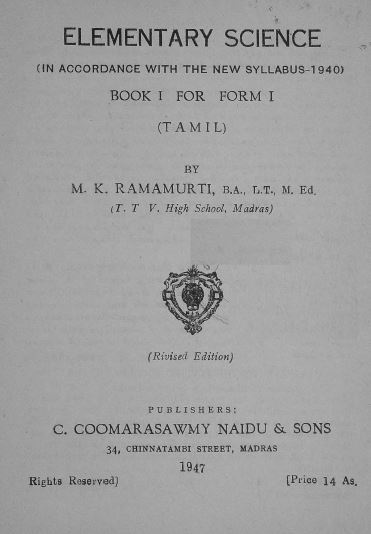 ELEMENTARY SCIENCE
(IN ACCORDANCE WITH THE NEW SYLLABUS-1940)
BOOK I FOR FORM I
(TAMIL)
BY
M. K. RAMAMURTI, B.A., L.T., M. Ed.
(T. T V. High School, Madras)
(Rivised Edition)
PUBLISHERS:
C. COOMARASAWMY NAIDU & SONS
34, CHINNATAMBI STREET, MADRAS
1947
Rights Reserved) [Price 14 As.